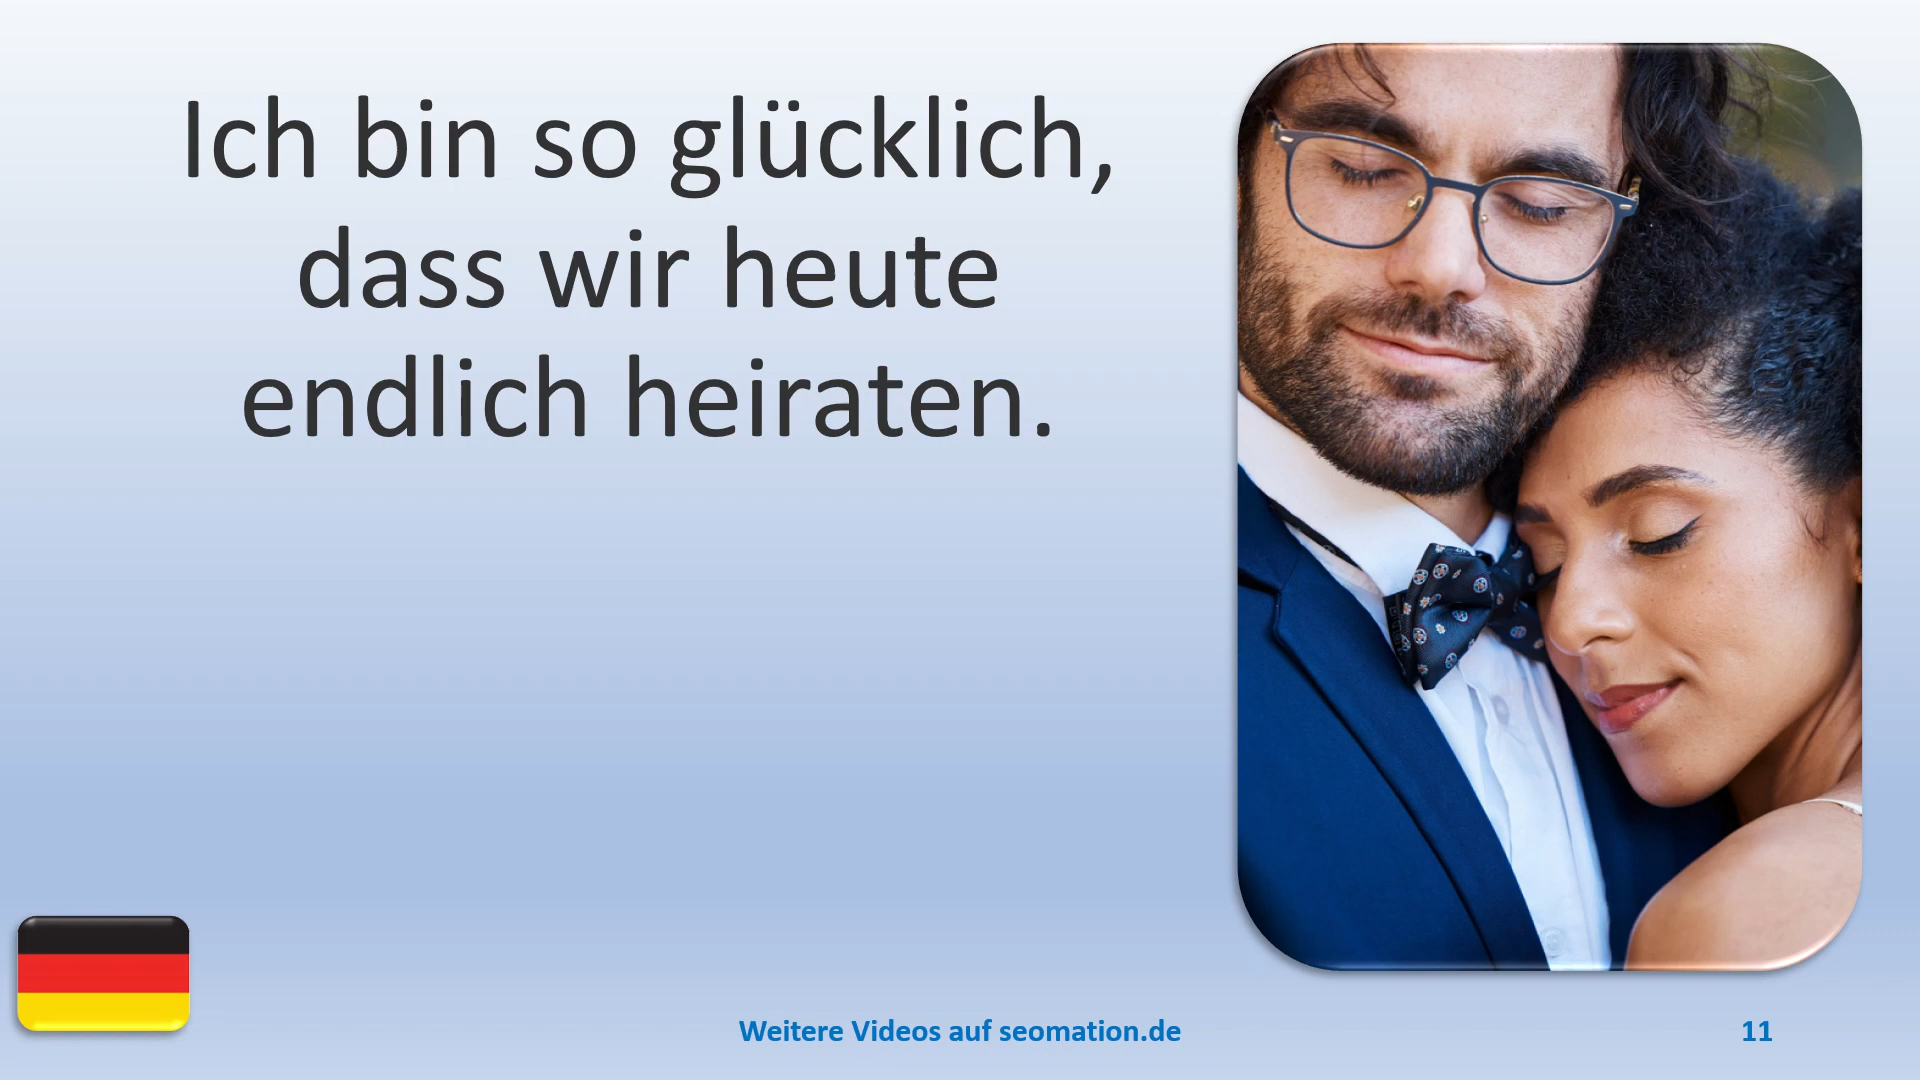 Ich bin so glücklich,
dass wir heute
endlich heiraten.
Weitere Videos auf seomation.de
11